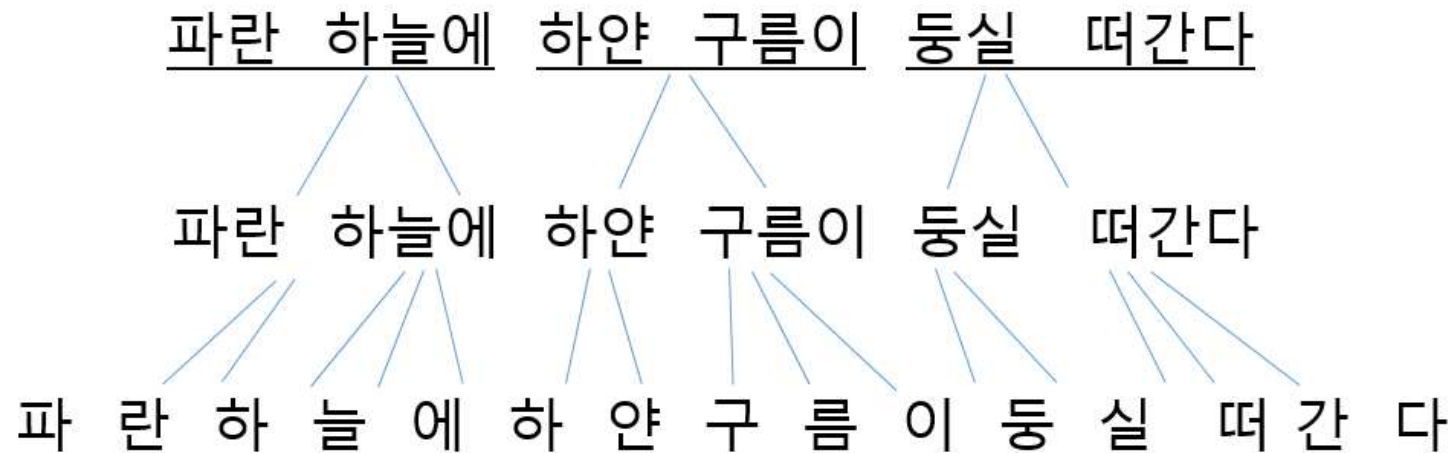 파란 하늘에 하얀 구름이 둥실 떠간다
파란 하늘에 하얀 구름이 둥실 떠간다
파 란 하 늘 에 하 얀 구 름 이 둥 실 떠 간 다